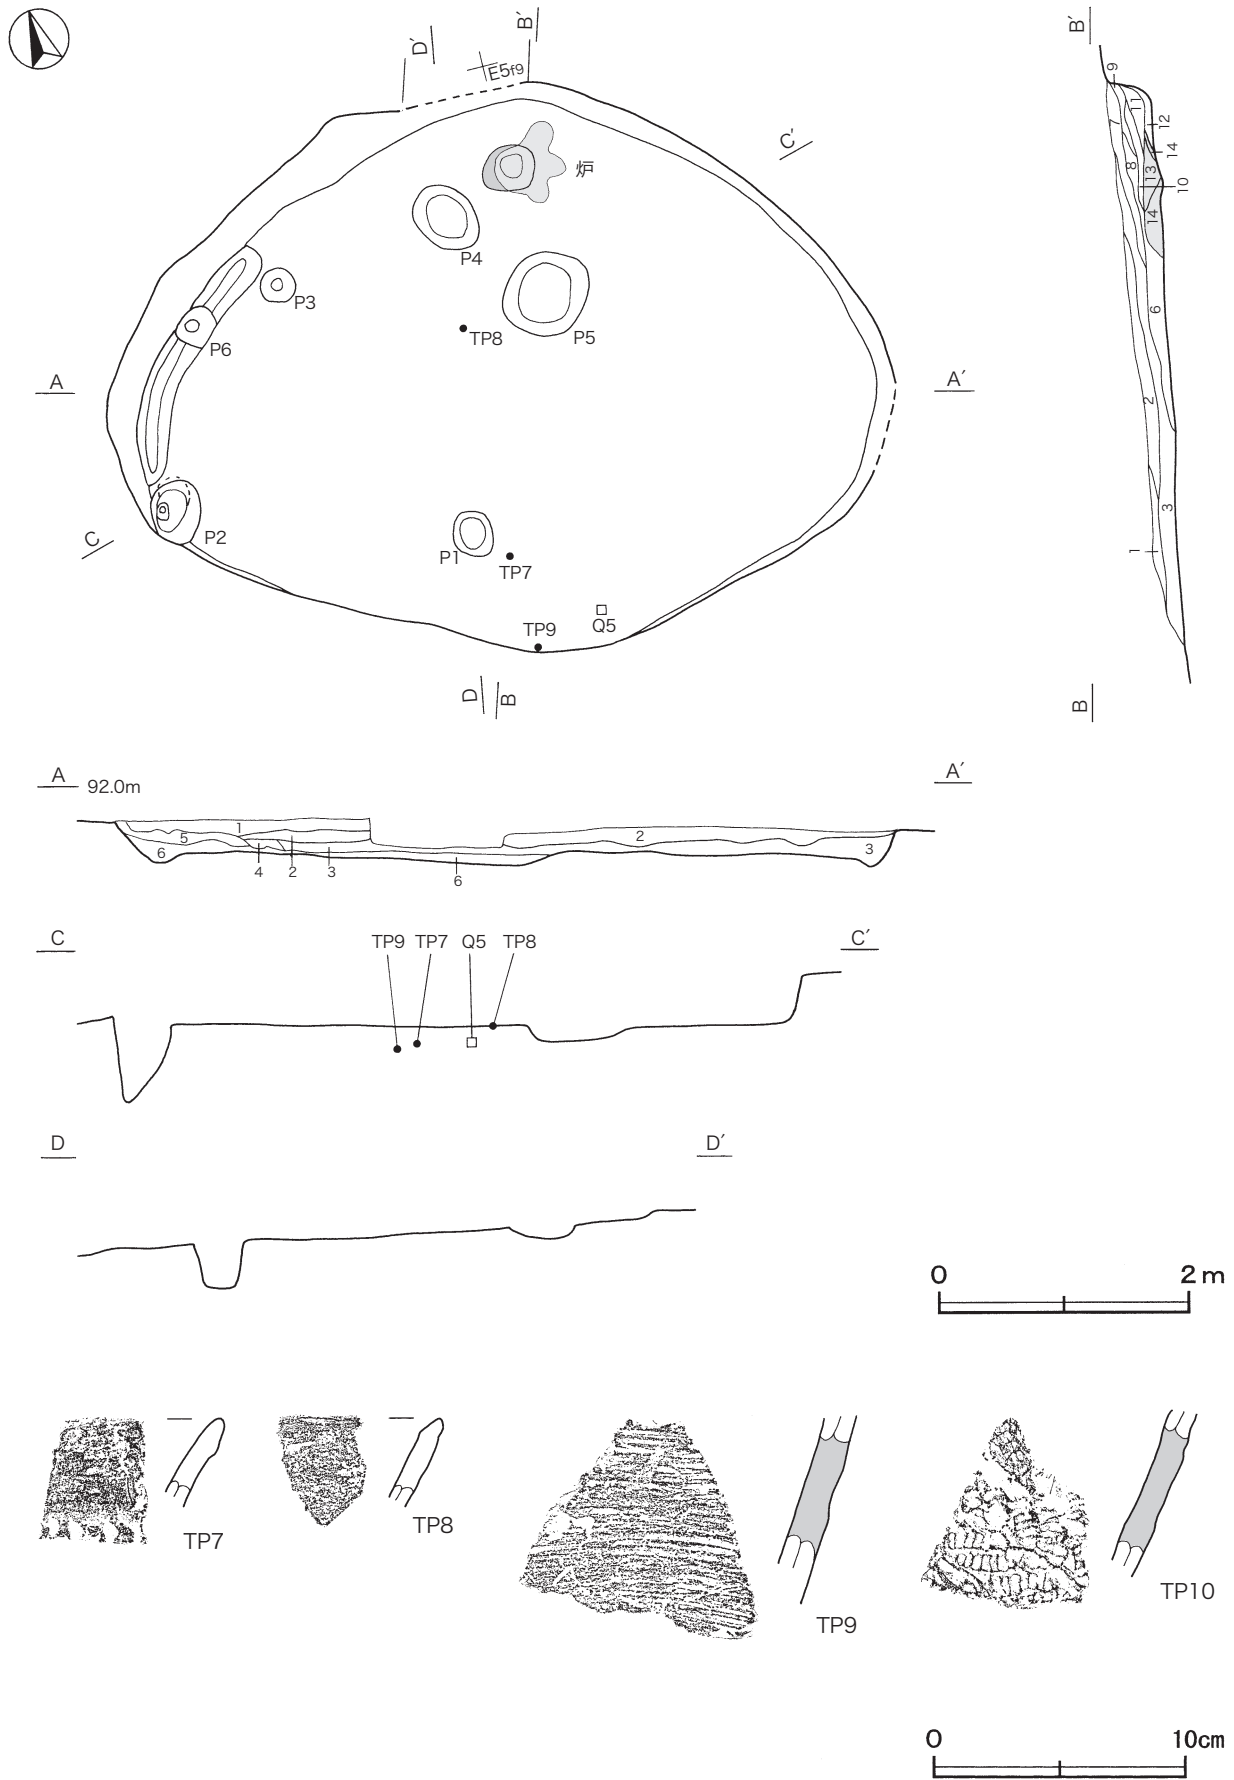 D′
B′
E5f9
C′
炉
P4
P3
P5
TP8
P6
A
A′
P2
C
P1
TP7
Q5
TP9
D
B
B′
9
11
12
14
8
13
10
14
6
2
3
1
B
A
92.0m
A′
1
5
2
6
3
4
2
3
6
C
TP9
TP7
Q5
TP8
C′
D
D′
0
2m
TP7
TP8
TP9
TP10
0
10cm